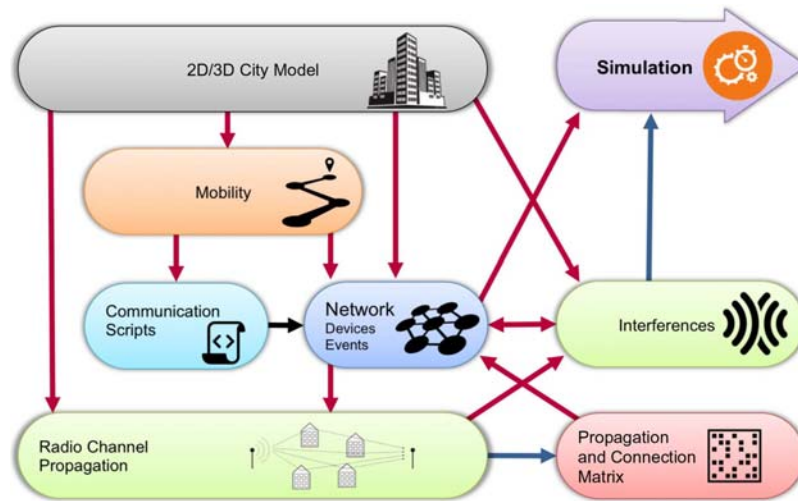 2D/3D City Model
Simulation
Mobility
Communication
Scripts
Network
Devices
Events
Interferences
Radio Channel
Propagation
Propagation
and Connection
Matrix